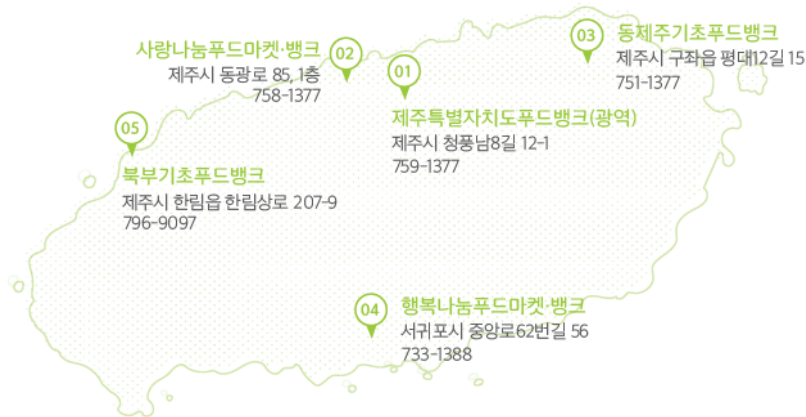 03
동제주기초푸드뱅크
제주시 구좌읍 평대12길 15
751-1377
사랑나눔푸드마켓·뱅크
제주시 동광로 85, 1층
758-1377
02
01
제주특별자치도푸드뱅크(광역)
제주시 청풍남8길 12-1
759-1377
05
북부기초푸드뱅크
제주시 한림읍 한림상로 207-9
796-9097
04
행복나눔푸드마켓·뱅크
서귀포시 중앙로62번길 56
733-1388